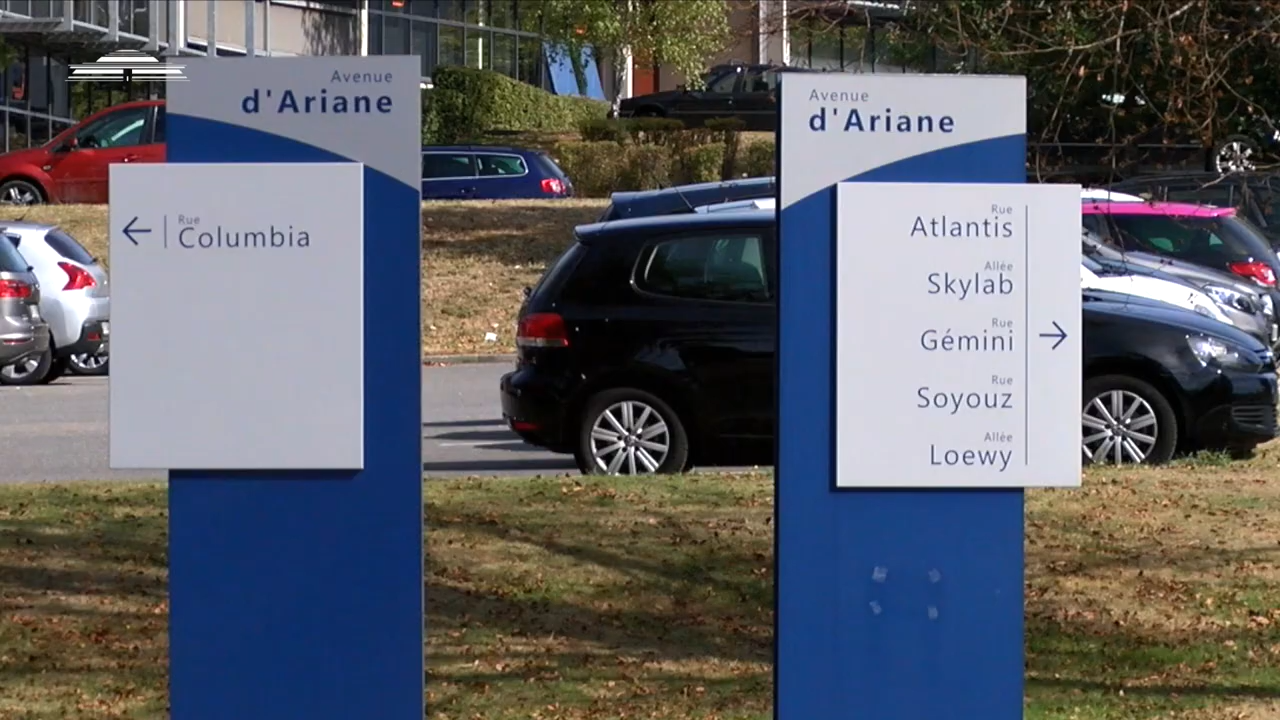 Avenue
d'Ariane
Rue
Columbia
Avenue
d'Ariane
Rue
Atlantis
Allée
Skylab
Rue
Gémini
Rue
Soyouz
Allée
Loewy